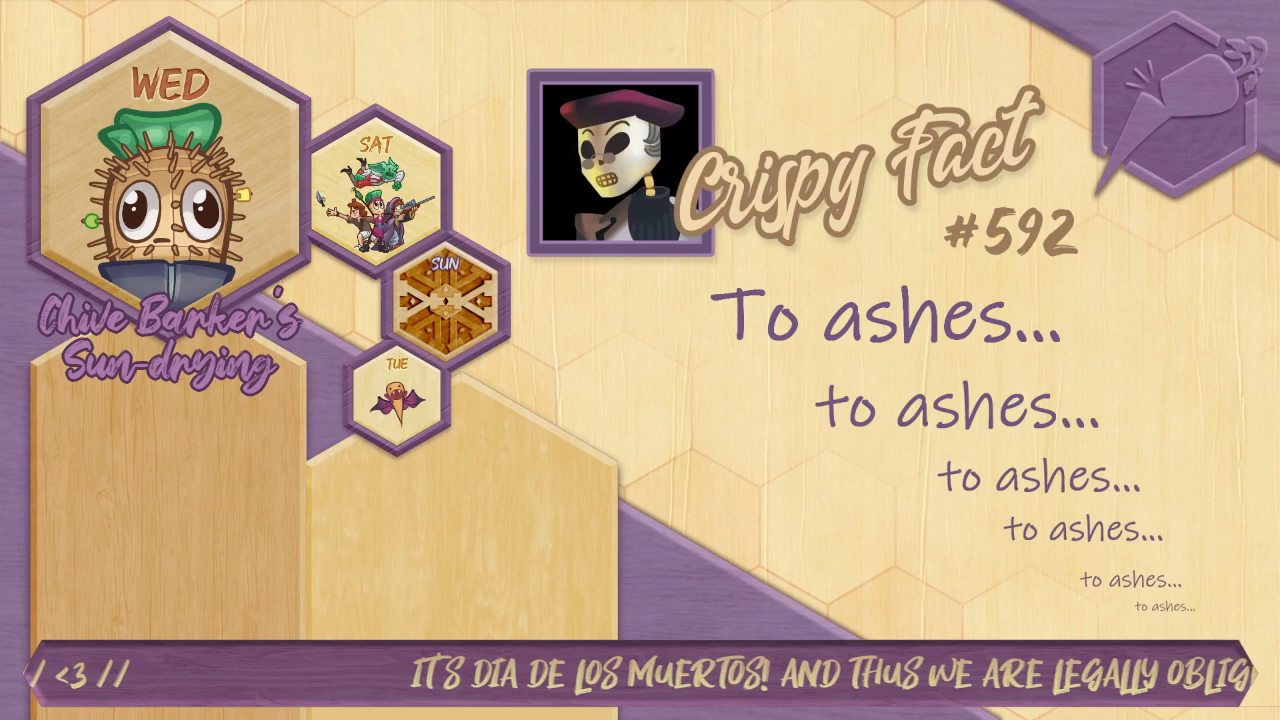 WED
Chive Barker's
Sun-drying
SAT
SUN
TUE
Crispy Fact
#592
To ashes...
to ashes...
to ashes...
to ashes...
to ashes...
to ashes...
/ <3 //
IT'S DIA DE LOS MUERTOS! AND THUS WE ARE LEGALLY OBLIG